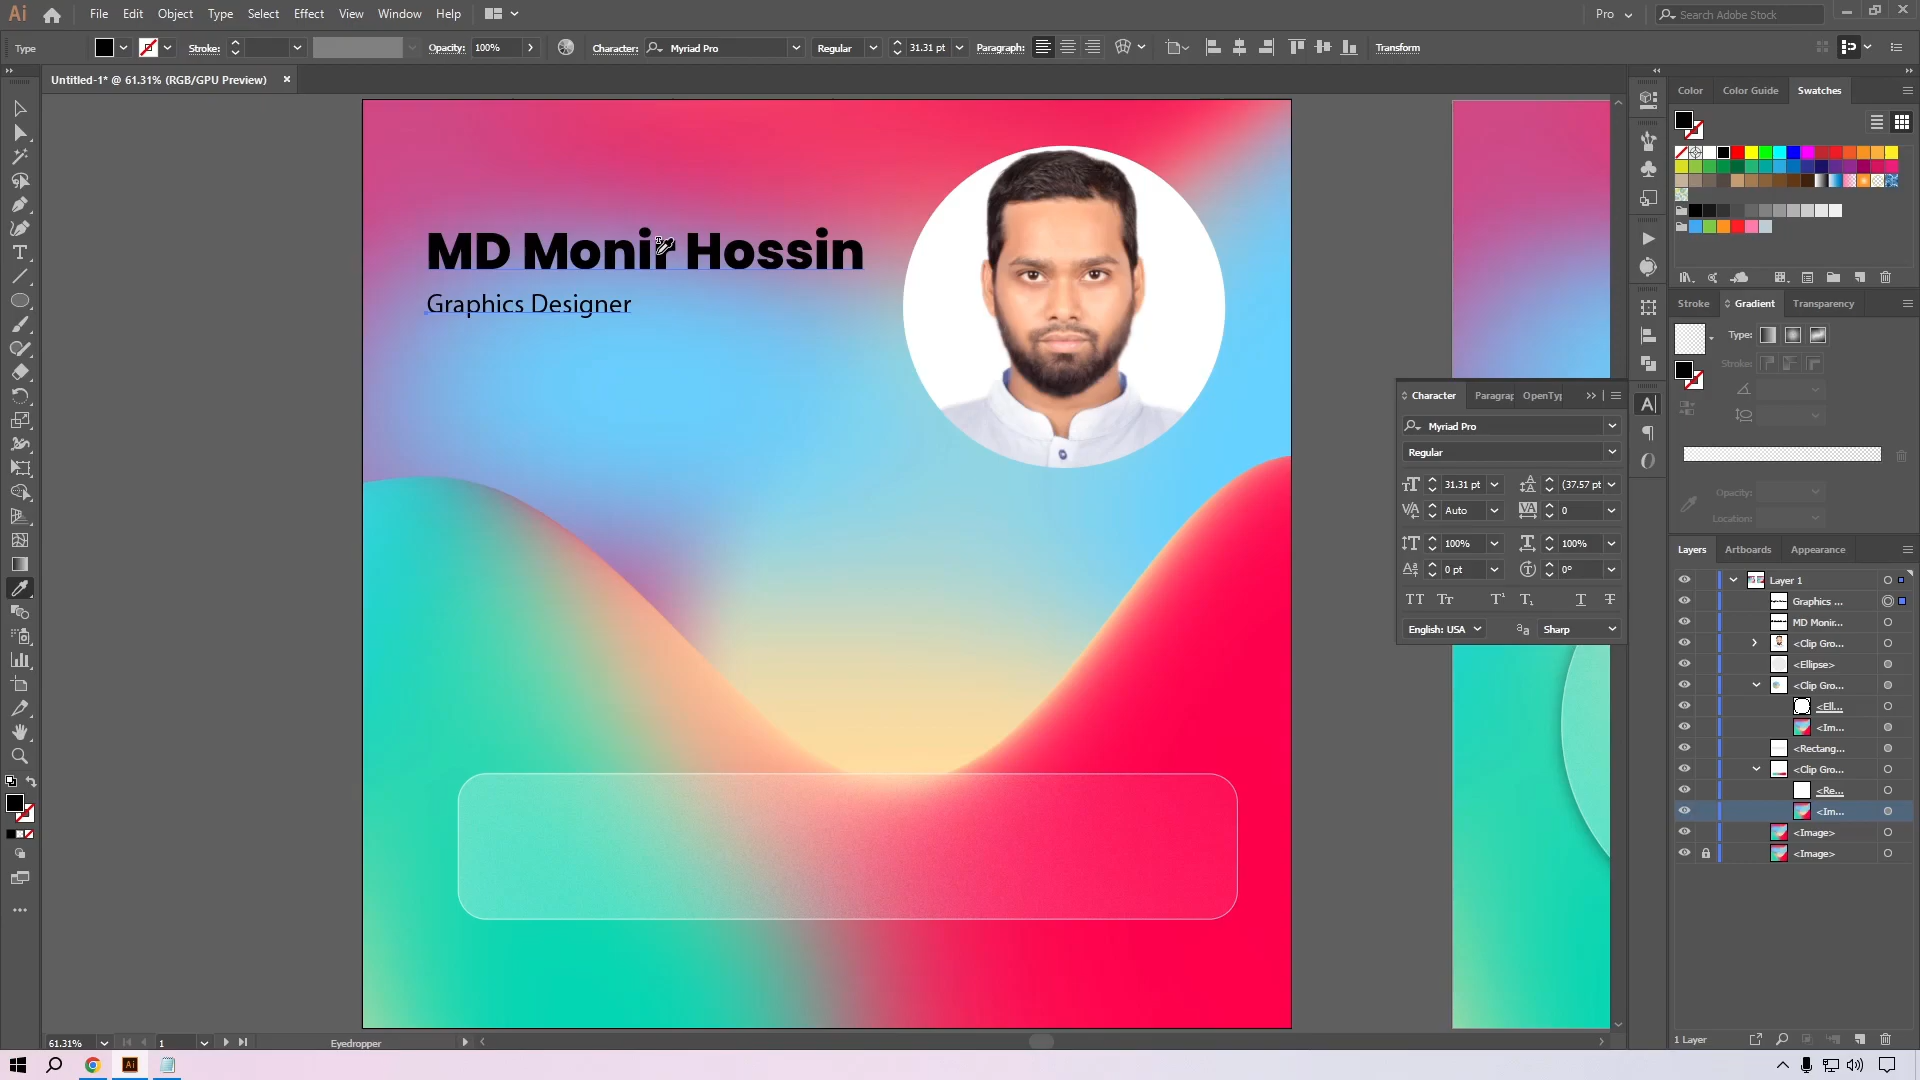 Ai File Edit Object Type Select Effect View Window Help Pro Search Adobe Stock
Type Stroke: Opacity: 100% Character: Myriad Pro Regular 31.31 pt Paragraph: Transform
Untitled-1* @ 61.31% (RGB/GPU Preview)
MD Monir Hossin
Graphics Designer
Color Color Guide Swatches
Stroke Gradient Transparency
Type:
Stroke:
Opacity:
Location:
Character Paragrap OpenTyp
Myriad Pro
Regular
31.31 pt (37.57 pt
Auto 0
100% 100%
0 pt 0°
English: USA Sharp
Layers Artboards Appearance
Layer 1
Graphics ...
MD Monir...
<Clip Gro...
<Ellipse>
<Clip Gro...
<Ell...
<Im...
<Rectang...
<Clip Gro...
<Re...
<Im...
<Image>
<Image>
1 Layer
61.31% 1 Eyedropper
Ai